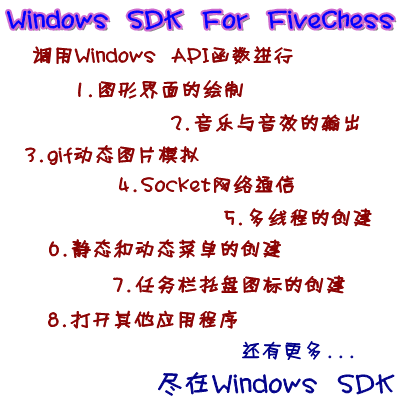 Windows SDK For FiveChess
调用Windows API函数进行
1.图形界面的绘制
2.音乐与音效的输出
3.gif动态图片模拟
4.Socket网络通信
5.多线程的创建
6.静态和动态菜单的创建
7.任务栏托盘图标的创建
8.打开其他应用程序
还有更多...
尽在Windows SDK